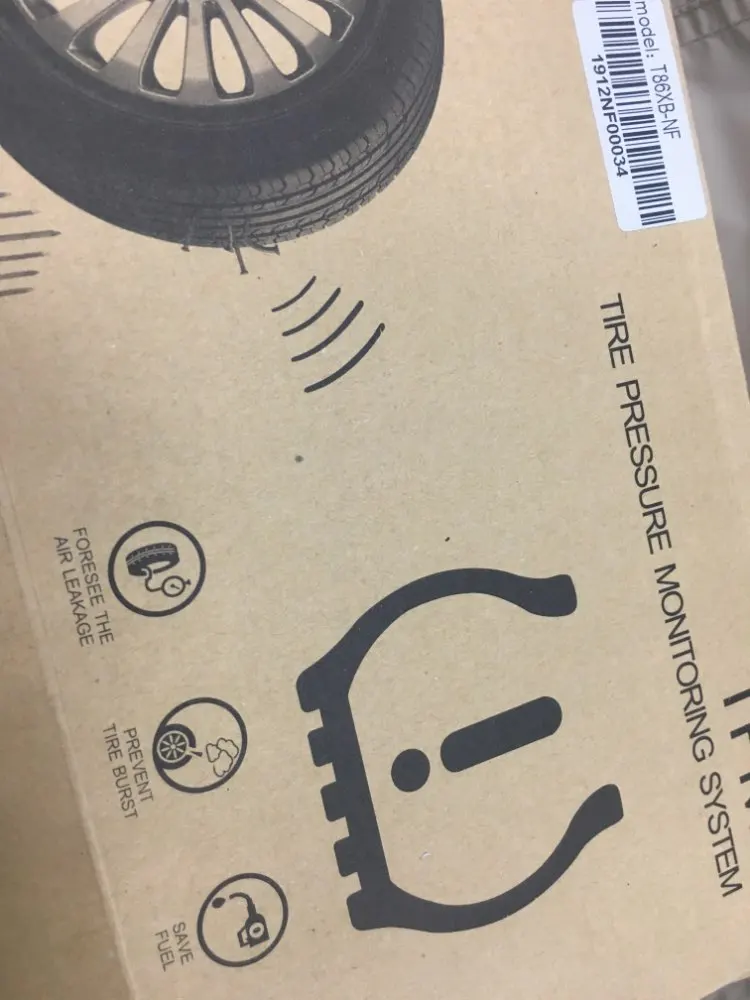 model: T86XB-NF
1912NF00034
TIRE PRESSURE MONITORING SYSTEM
FORESEE THE
AIR LEAKAGE
PREVENT
TIRE BURST
SAVE
FUEL